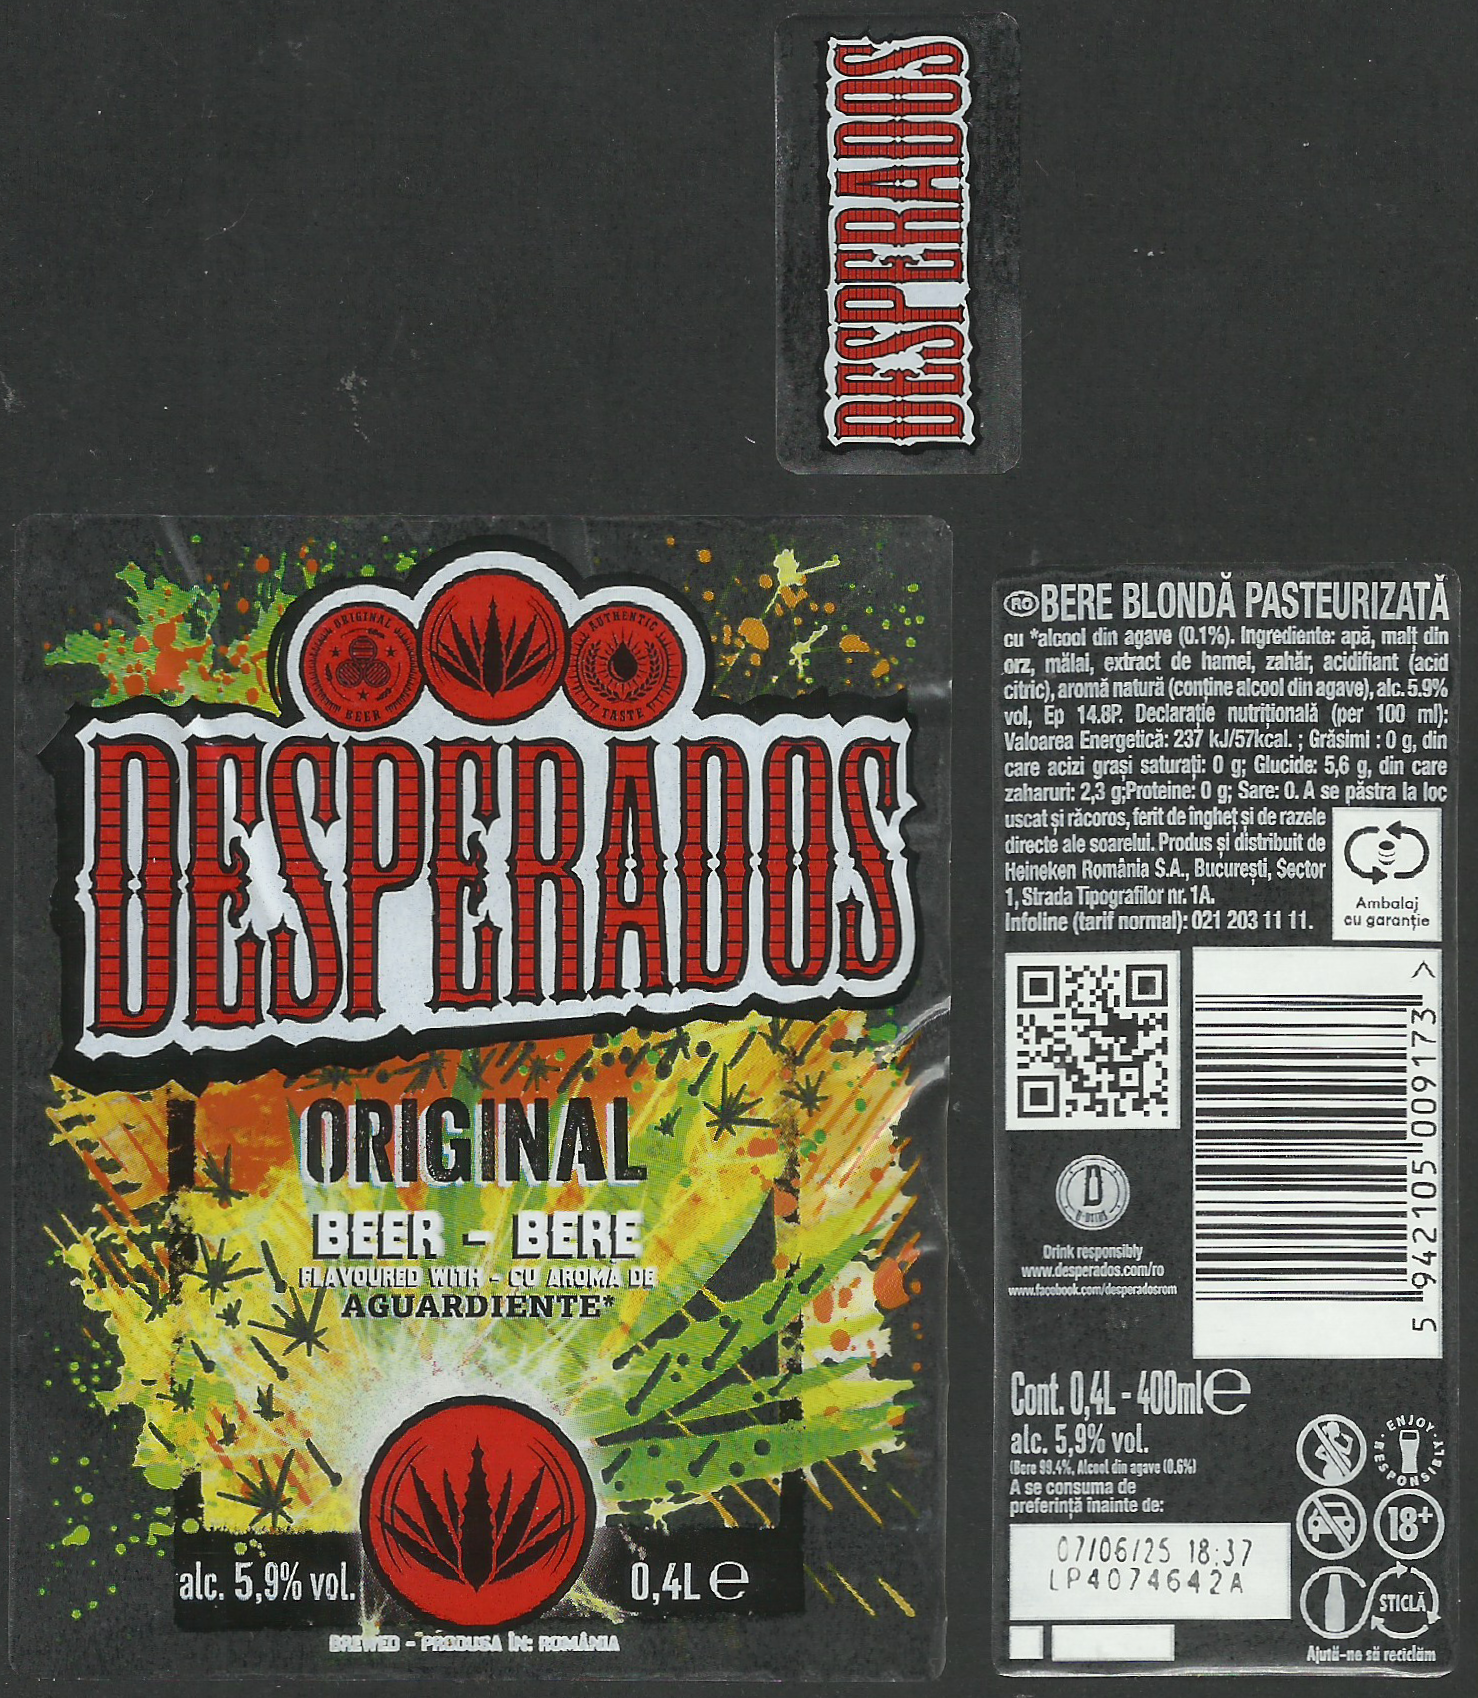 DESPERADOS
ORIGINAL
BEER
AUTHENTIC
TASTE
DESPERADOS
ORIGINAL
BEER - BERE
FLAVOURED WITH - CU AROMĂ DE
AGUARDIENTE*
alc. 5,9% vol.
0,4L e
BREWED - PRODUSA ÎN: ROMÂNIA
RO BERE BLONDĂ PASTEURIZATĂ
cu *alcool din agave (0.1%). Ingrediente: apă, malț din
orz, mălai, extract de hamei, zahăr, acidifiant (acid
citric), aromă natură (conține alcool din agave), alc. 5.9%
vol, Ep 14.8P. Declarație nutrițională (per 100 ml):
Valoarea Energetică: 237 kJ/57kcal. ; Grăsimi : 0 g, din
care acizi grași saturați: 0 g; Glucide: 5,6 g, din care
zaharuri: 2,3 g;Proteine: 0 g; Sare: 0. A se păstra la loc
uscat și răcoros, ferit de îngheț și de razele
directe ale soarelui. Produs și distribuit de
Heineken România S.A., București, Sector
1, Strada Tipografilor nr. 1A.
Infoline (tarif normal): 021 203 11 11.
Ambalaj
cu garanție
5 942105 009173 >
D
Drink responsibly
www.desperados.com/ro
www.facebook.com/desperadosrom
Cont. 0,4L - 400ml e
alc. 5,9% vol.
(Bere 99.4%, Alcool din agave (0.6%)
A se consuma de
preferință înainte de:
07/06/25 18:37
LP4074642A
ENJOY RESPONSIBLY
18+
STICLĂ
Ajută-ne să reciclăm